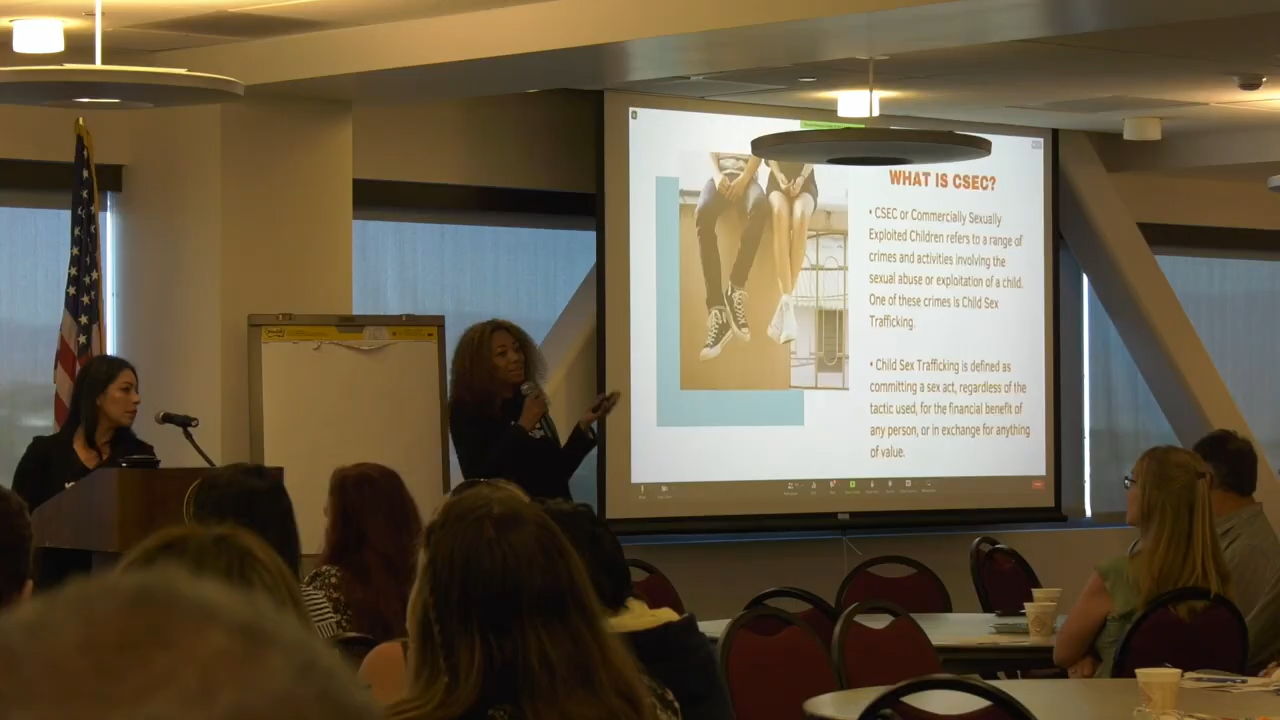 WHAT IS CSEC?
• CSEC or Commercially Sexually
Exploited Children refers to a range of
crimes and activities involving the
sexual abuse or exploitation of a child.
One of these crimes is Child Sex
Trafficking.
• Child Sex Trafficking is defined as
committing a sex act, regardless of the
tactic used, for the financial benefit of
any person, or in exchange for anything
of value.